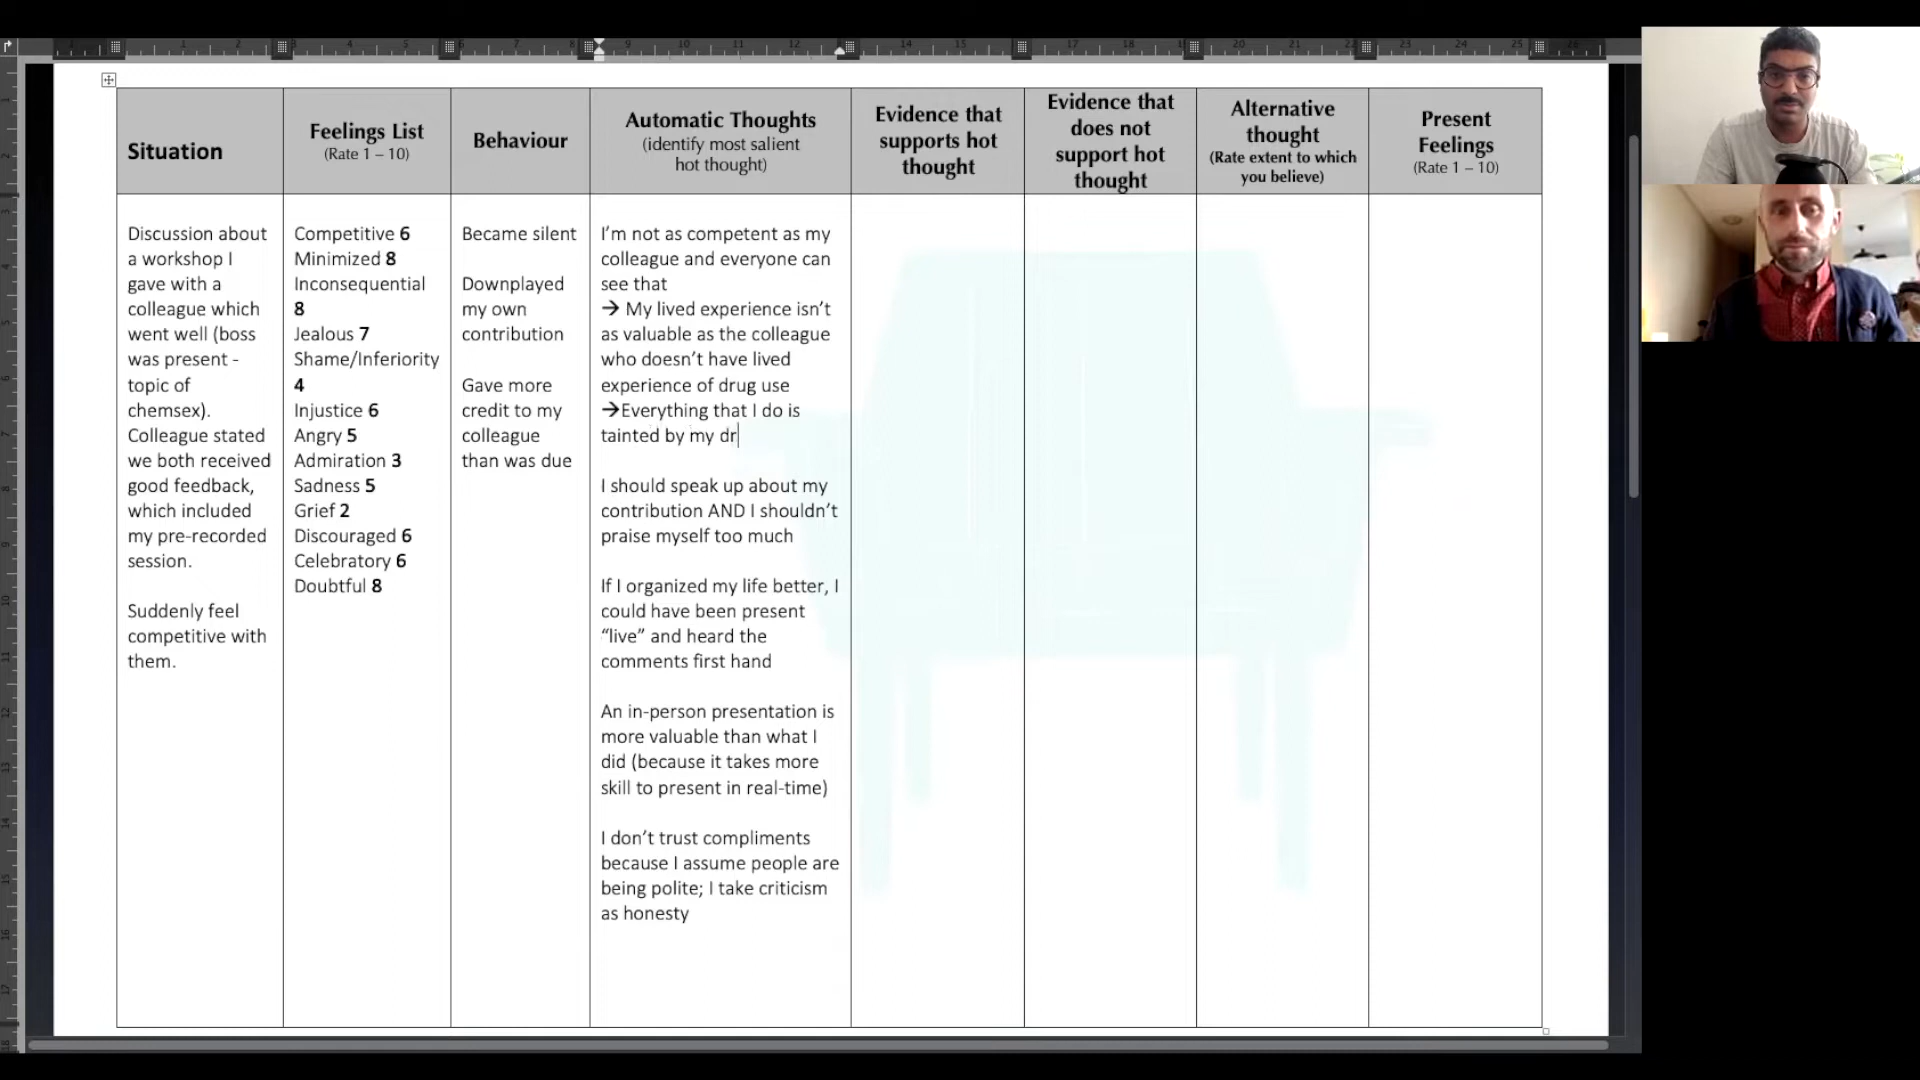 Situation
Feelings List
(Rate 1 – 10)
Behaviour
Automatic Thoughts
(identify most salient
hot thought)
Evidence that
supports hot
thought
Evidence that
does not
support hot
thought
Alternative
thought
(Rate extent to which
you believe)
Present
Feelings
(Rate 1 – 10)
Discussion about
a workshop I
gave with a
colleague which
went well (boss
was present -
topic of
chemsex).
Colleague stated
we both received
good feedback,
which included
my pre-recorded
session.
Suddenly feel
competitive with
them.
Competitive 6
Minimized 8
Inconsequential
8
Jealous 7
Shame/Inferiority
4
Injustice 6
Angry 5
Admiration 3
Sadness 5
Grief 2
Discouraged 6
Celebratory 6
Doubtful 8
Became silent
Downplayed
my own
contribution
Gave more
credit to my
colleague
than was due
I’m not as competent as my
colleague and everyone can
see that
→ My lived experience isn’t
as valuable as the colleague
who doesn’t have lived
experience of drug use
→Everything that I do is
tainted by my dr
I should speak up about my
contribution AND I shouldn’t
praise myself too much
If I organized my life better, I
could have been present
“live” and heard the
comments first hand
An in-person presentation is
more valuable than what I
did (because it takes more
skill to present in real-time)
I don’t trust compliments
because I assume people are
being polite; I take criticism
as honesty